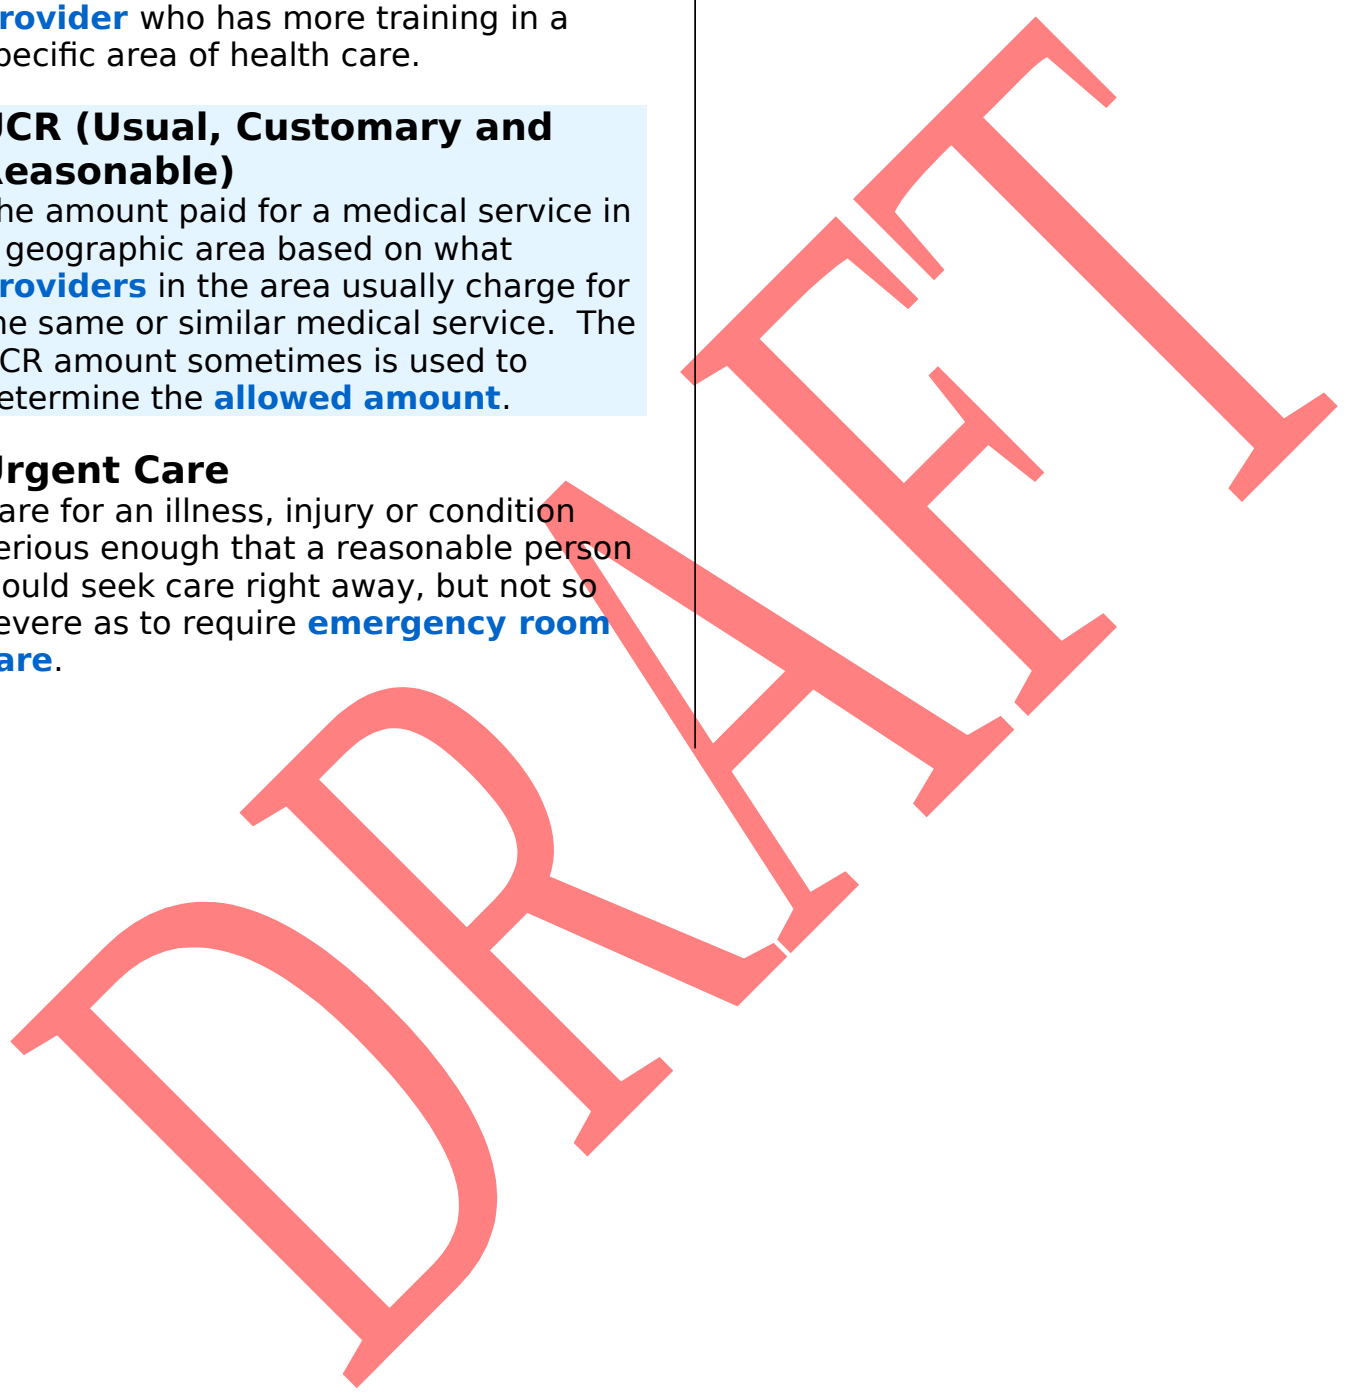 rovider who has more training in a
pecific area of health care.
UCR (Usual, Customary and
Reasonable)
he amount paid for a medical service in
geographic area based on what
roviders in the area usually charge for
he same or similar medical service.  The
CR amount sometimes is used to
etermine the allowed amount.
Urgent Care
are for an illness, injury or condition
erious enough that a reasonable person
ould seek care right away, but not so
evere as to require emergency room
are.
DRAFT